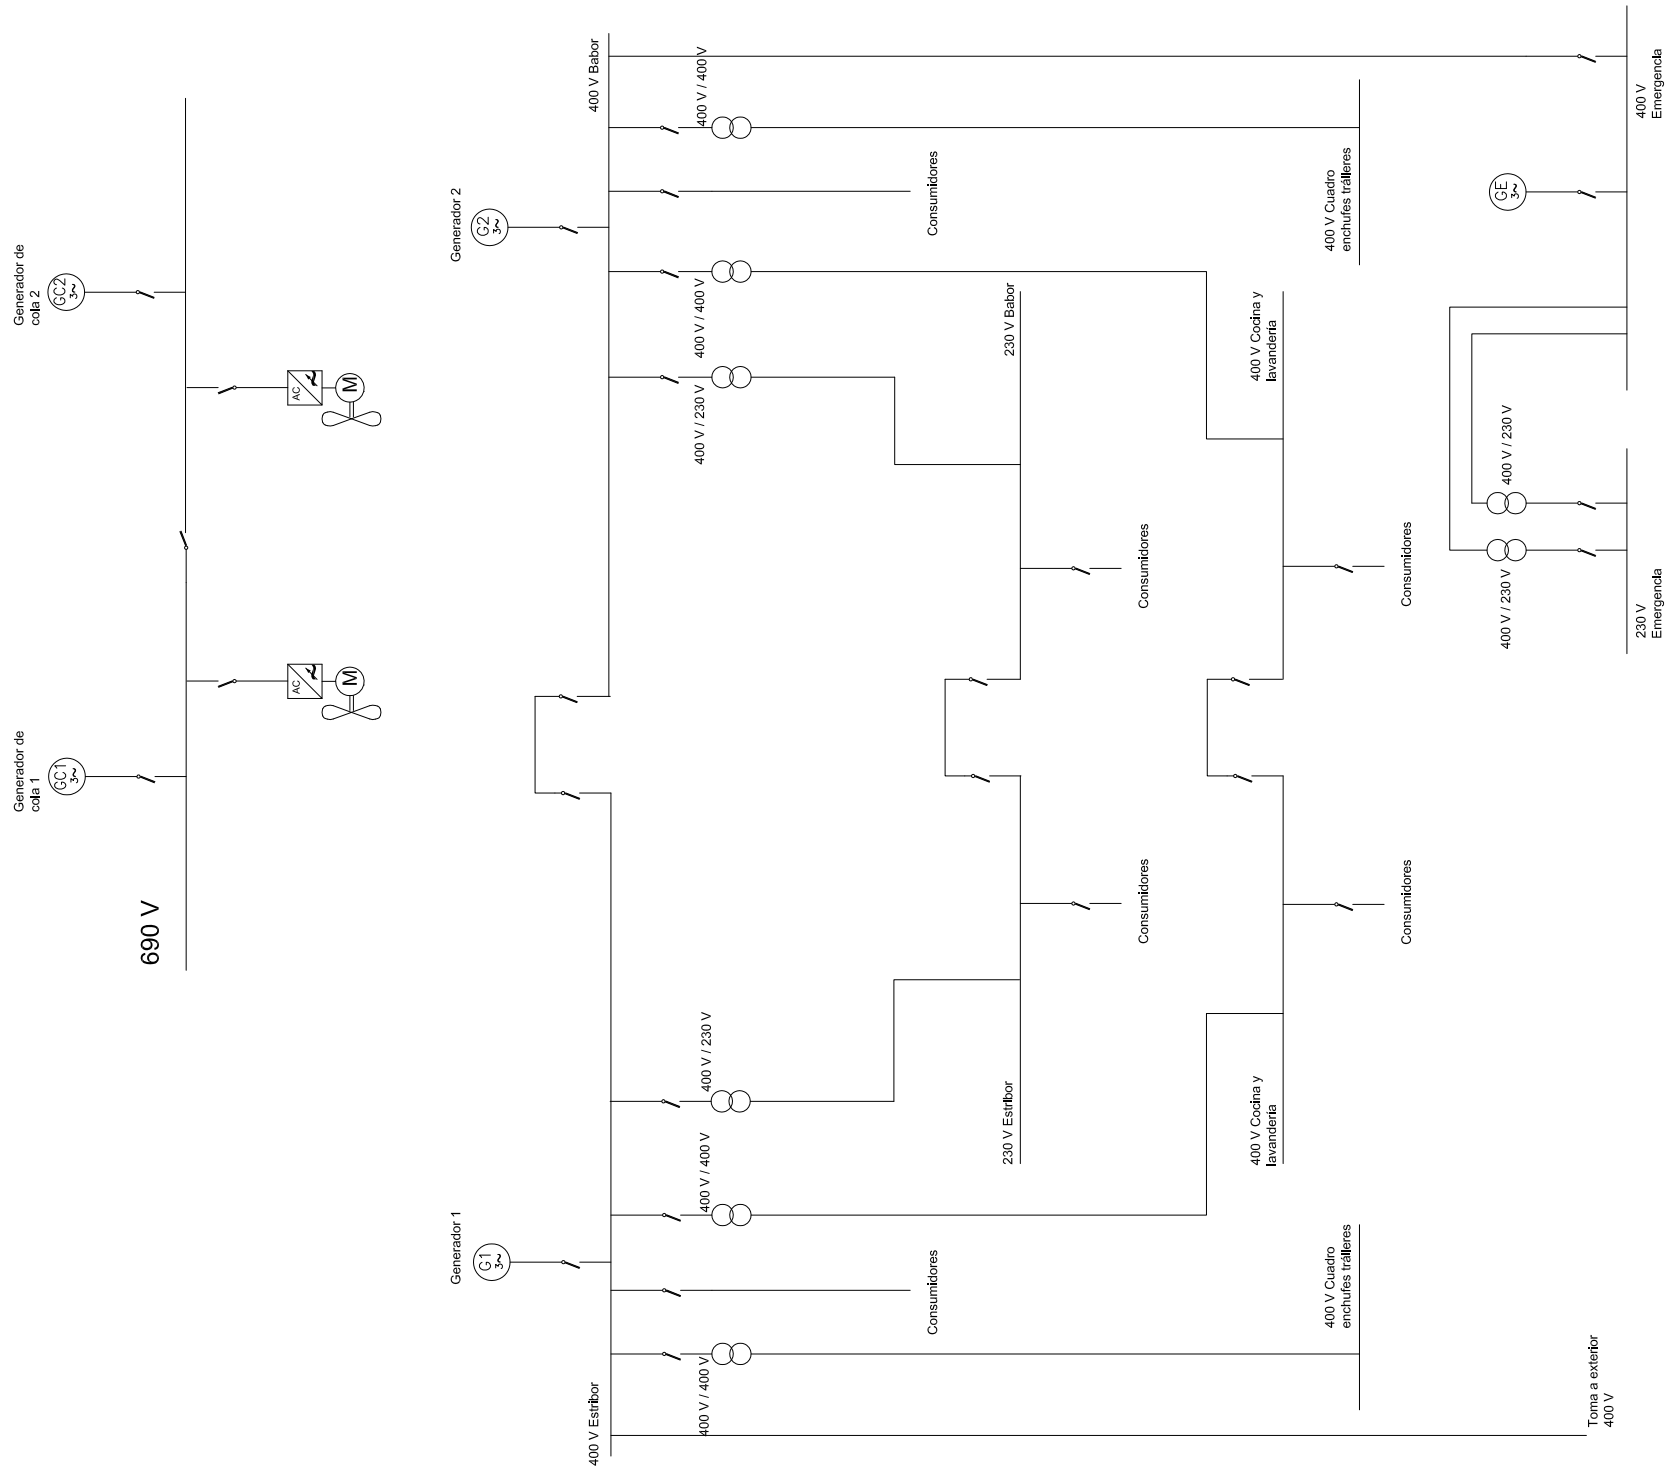 Generador de
cola 1
GC1
3~
Generador de
cola 2
GC2
3~
690 V
AC
M
AC
M
Generador 1
G1
3~
Generador 2
G2
3~
400 V Estribor
400 V Babor
400 V / 400 V
400 V / 400 V
400 V / 230 V
400 V / 230 V
400 V / 400 V
400 V / 400 V
Consumidores
Consumidores
230 V Estribor
230 V Babor
Consumidores
Consumidores
400 V Cocina y
lavandería
400 V Cocina y
lavandería
Consumidores
Consumidores
400 V Cuadro
enchufes tráileres
400 V Cuadro
enchufes tráileres
Toma a exterior
400 V
GE
3~
400 V / 230 V
400 V / 230 V
230 V
Emergencia
400 V
Emergencia